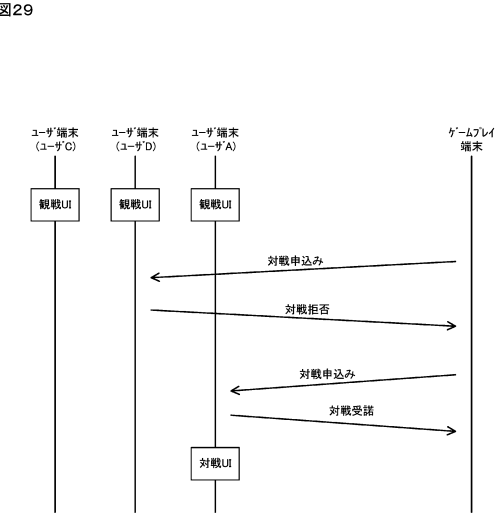 図29
ﾕｰｻﾞ端末
(ﾕｰｻﾞC)
ﾕｰｻﾞ端末
(ﾕｰｻﾞD)
ﾕｰｻﾞ端末
(ﾕｰｻﾞA)
ｹﾞｰﾑﾌﾟﾚｲ
端末
観戦UI
観戦UI
観戦UI
対戦申込み
対戦拒否
対戦申込み
対戦受諾
対戦UI